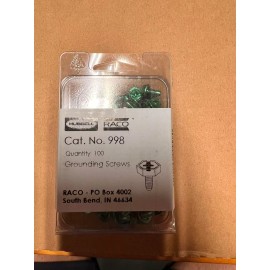 HUBBELL RACO
Cat. No. 998
Quantity 100
Grounding Screws
RACO - PO Box 4002
South Bend, IN 46634